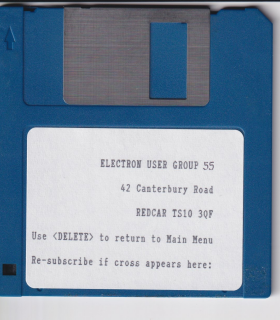 ELECTRON USER GROUP 55
42 Canterbury Road
REDCAR TS10 3QF
Use <DELETE> to return to Main Menu
Re-subscribe if cross appears here: